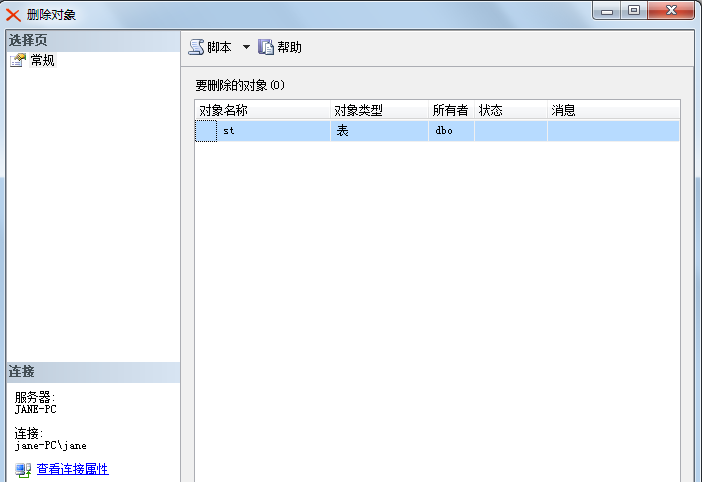 删除对象
选择页
常规
脚本 帮助
要删除的对象(O)
对象名称 对象类型 所有者 状态 消息
st 表 dbo
连接
服务器:
JANE-PC
连接:
jane-PC\jane
查看连接属性